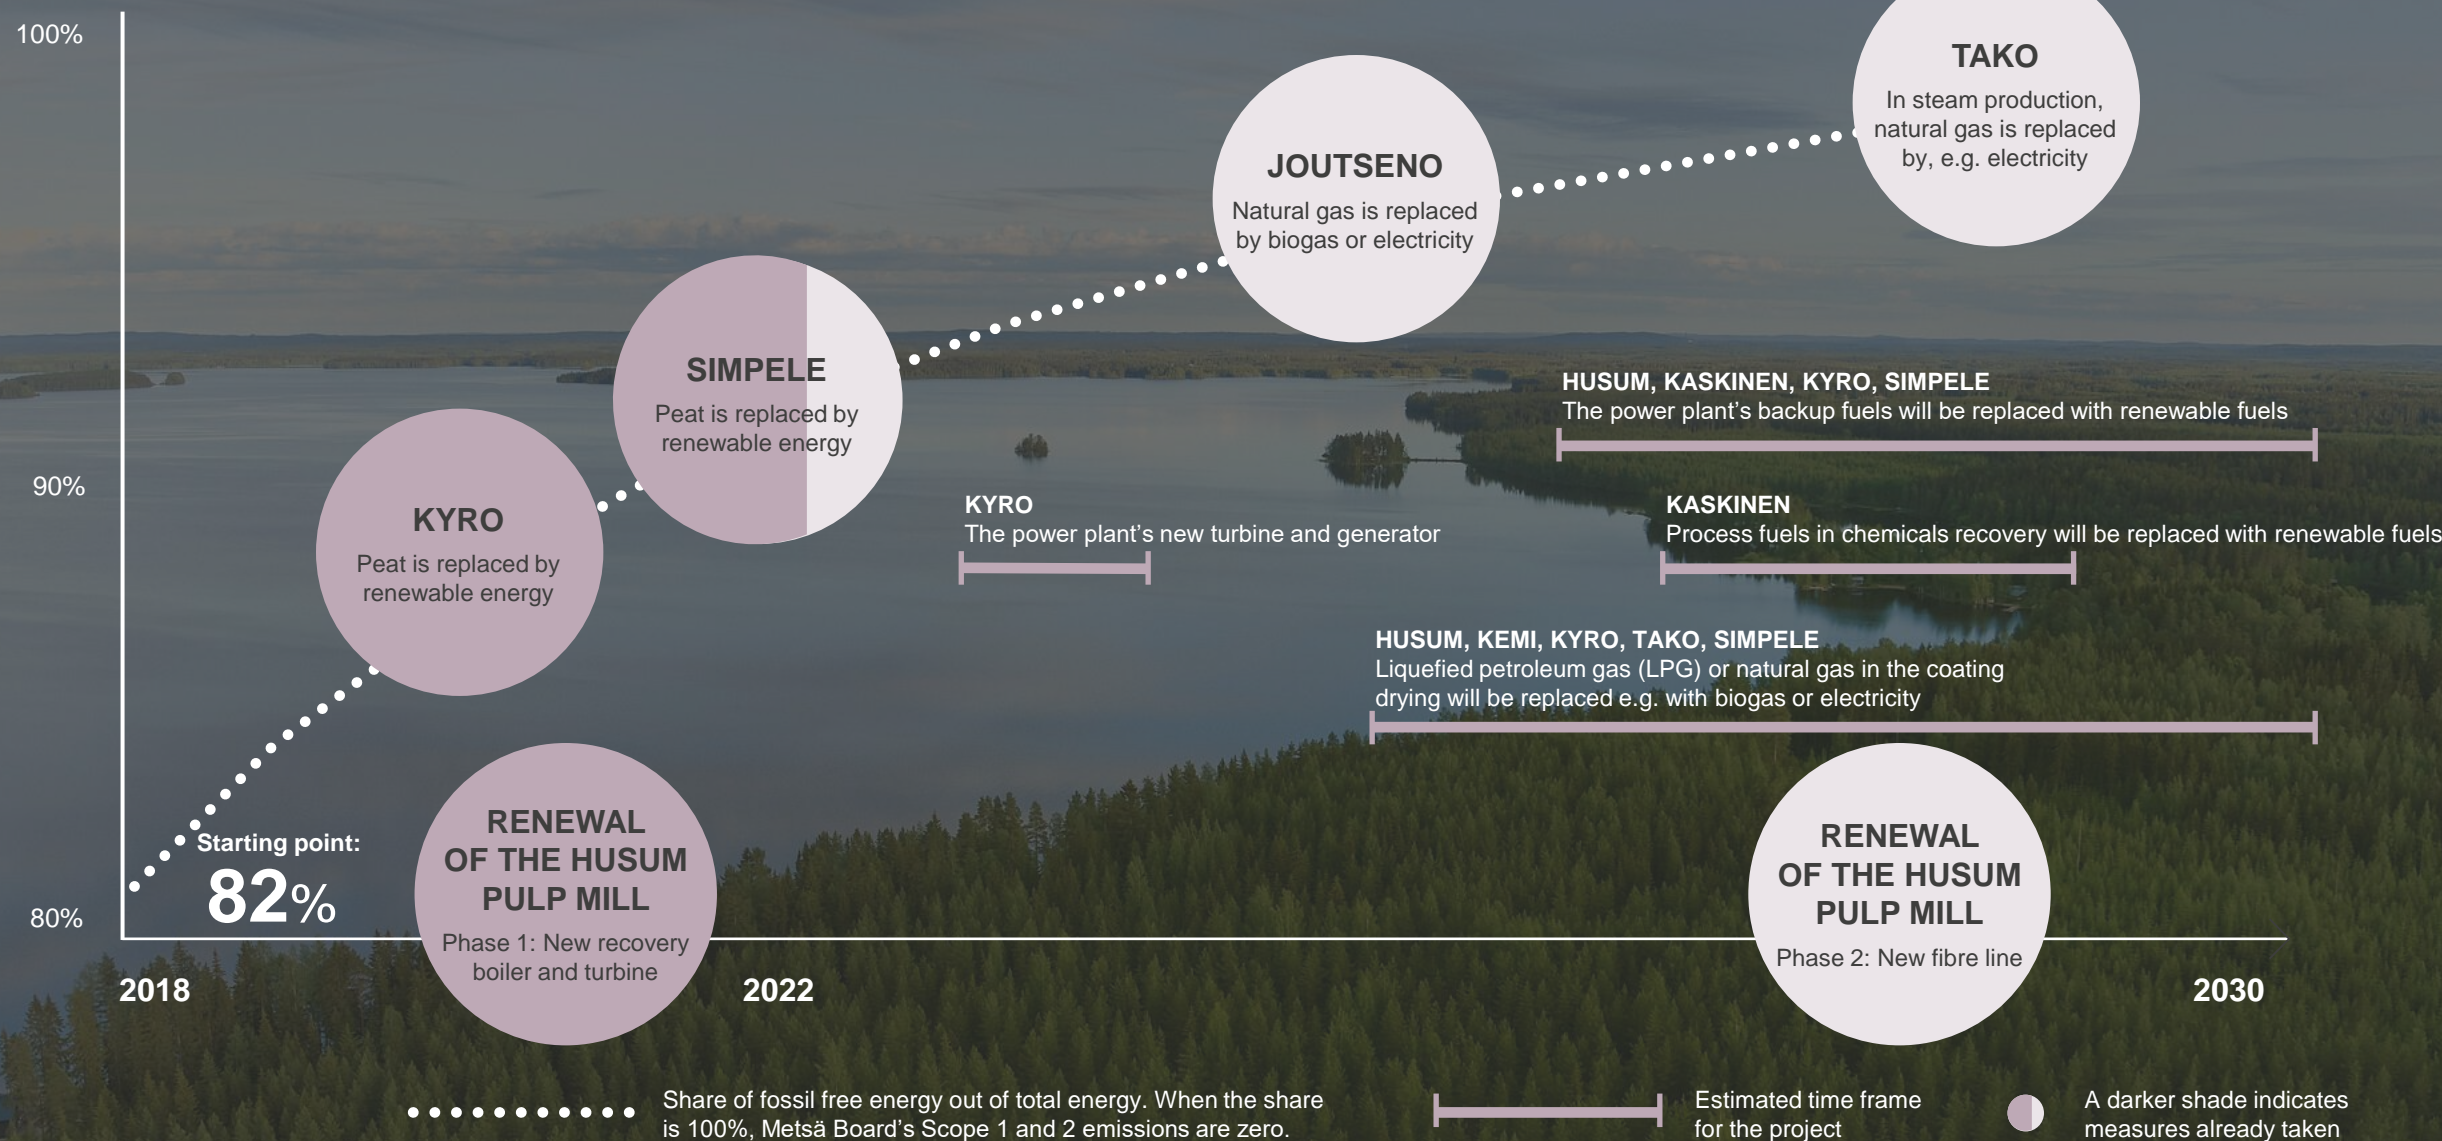 100%
90%
80%
TAKO
In steam production,
natural gas is replaced
by, e.g. electricity
JOUTSENO
Natural gas is replaced
by biogas or electricity
SIMPELE
Peat is replaced by
renewable energy
KYRO
Peat is replaced by
renewable energy
HUSUM, KASKINEN, KYRO, SIMPELE
The power plant’s backup fuels will be replaced with renewable fuels
KYRO
The power plant’s new turbine and generator
KASKINEN
Process fuels in chemicals recovery will be replaced with renewable fuels
HUSUM, KEMI, KYRO, TAKO, SIMPELE
Liquefied petroleum gas (LPG) or natural gas in the coating
drying will be replaced e.g. with biogas or electricity
Starting point:
82%
RENEWAL
OF THE HUSUM
PULP MILL
Phase 1: New recovery
boiler and turbine
RENEWAL
OF THE HUSUM
PULP MILL
Phase 2: New fibre line
2018
2022
2030
Share of fossil free energy out of total energy. When the share
is 100%, Metsä Board’s Scope 1 and 2 emissions are zero.
Estimated time frame
for the project
A darker shade indicates
measures already taken